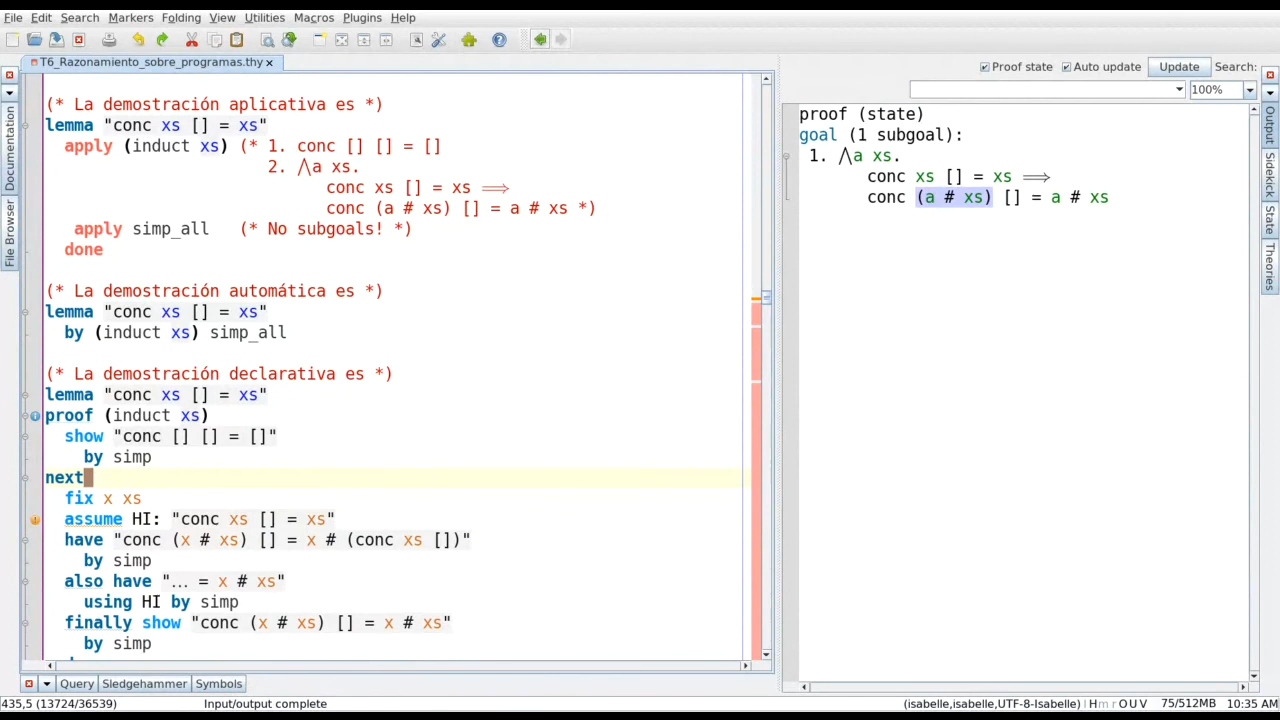 File Edit Search Markers Folding View Utilities Macros Plugins Help
T6_Razonamiento_sobre_programas.thy
Proof state Auto update Update Search:
100%
Documentation
File Browser
(* La demostración aplicativa es *)
lemma "conc xs [] = xs"
apply (induct xs) (* 1. conc [] [] = []
2. ⋀a xs.
conc xs [] = xs ⟹
conc (a # xs) [] = a # xs *)
apply simp_all (* No subgoals! *)
done
(* La demostración automática es *)
lemma "conc xs [] = xs"
by (induct xs) simp_all
(* La demostración declarativa es *)
lemma "conc xs [] = xs"
proof (induct xs)
show "conc [] [] = []"
by simp
next
fix x xs
assume HI: "conc xs [] = xs"
have "conc (x # xs) [] = x # (conc xs [])"
by simp
also have "... = x # xs"
using HI by simp
finally show "conc (x # xs) [] = x # xs"
by simp
proof (state)
goal (1 subgoal):
1. ⋀a xs.
conc xs [] = xs ⟹
conc (a # xs) [] = a # xs
Output
Sidekick
State
Theories
Query Sledgehammer Symbols
435,5 (13724/36539) Input/output complete (isabelle,isabelle,UTF-8-Isabelle) H m r O U V 75/512MB 10:35 AM